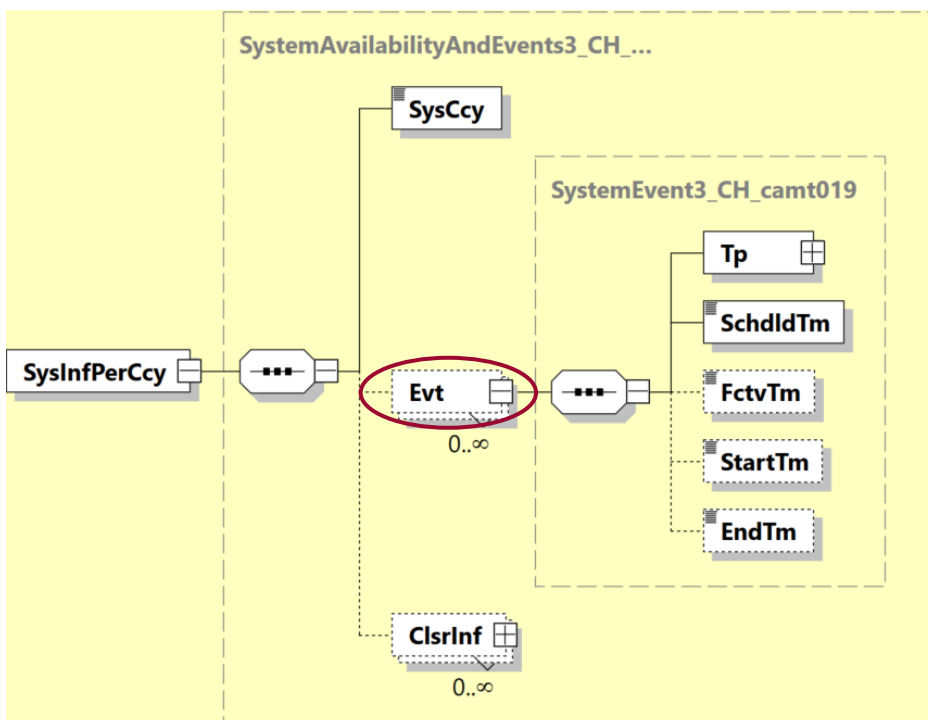 SystemAvailabilityAndEvents3_CH_...
SysCcy
SystemEvent3_CH_camt019
Tp
SchdldTm
SysInfPerCcy
Evt
0..∞
FctvTm
StartTm
EndTm
ClsrInf
0..∞